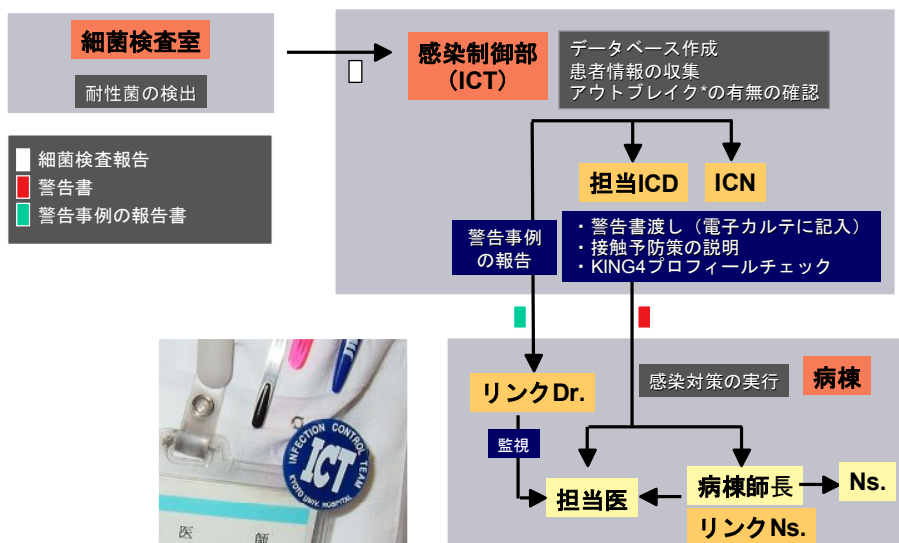 細菌検査室
耐性菌の検出
感染制御部
（ICT）
データベース作成
患者情報の収集
アウトブレイク*の有無の確認
細菌検査報告
警告書
警告事例の報告書
担当ICD
ICN
警告事例
の報告
・警告書渡し（電子カルテに記入）
・接触予防策の説明
・KING4プロフィールチェック
リンクDr.
感染対策の実行
病棟
監視
担当医
病棟師長
Ns.
リンクNs.
INFECTION CONTROL TEAM
ICT
KYOTO UNIV. HOSPITAL
医 師